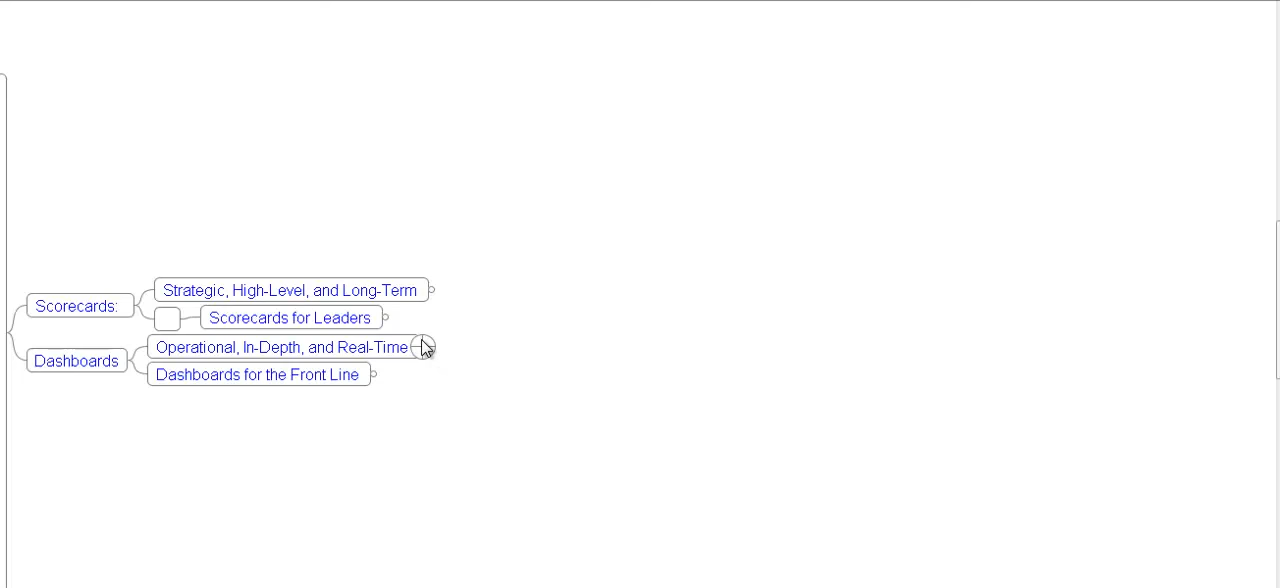 Scorecards:
Strategic, High-Level, and Long-Term
Scorecards for Leaders
Dashboards
Operational, In-Depth, and Real-Time
Dashboards for the Front Line